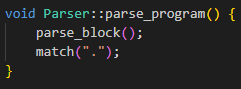 void Parser::parse_program() {
    parse_block();
    match(".");
}